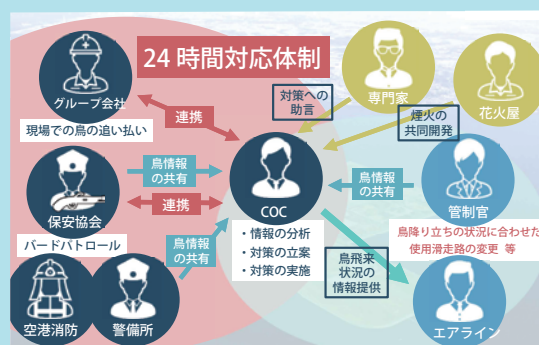 24時間対応体制
グループ会社
現場での鳥の追い払い
連携
対策への
助言
専門家
花火屋
煙火の
共同開発
保安協会
バードパトロール
鳥情報
の共有
連携
鳥情報
の共有
COC
・情報の分析
・対策の立案
・対策の実施
鳥情報
の共有
管制官
鳥降り立ちの状況に合わせた
使用滑走路の変更 等
鳥飛来
状況の
情報提供
空港消防
警備所
エアライン